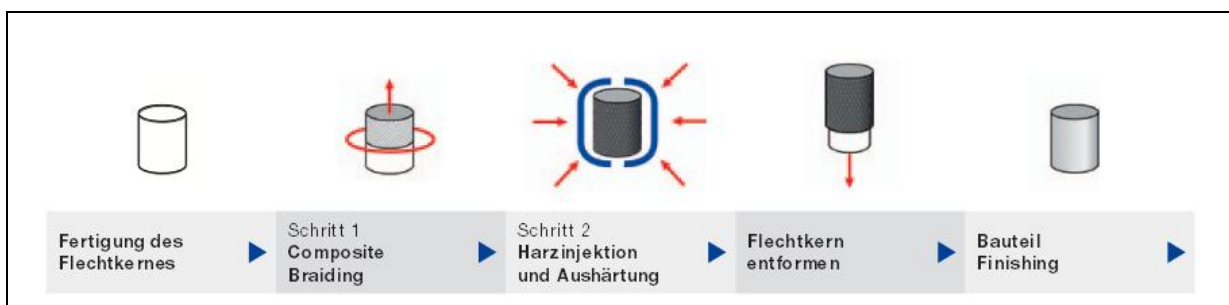 Fertigung des
Flechtkernes
Schritt 1
Composite
Braiding
Schritt 2
Harzinjektion
und Aushärtung
Flechtkern
entformen
Bauteil
Finishing